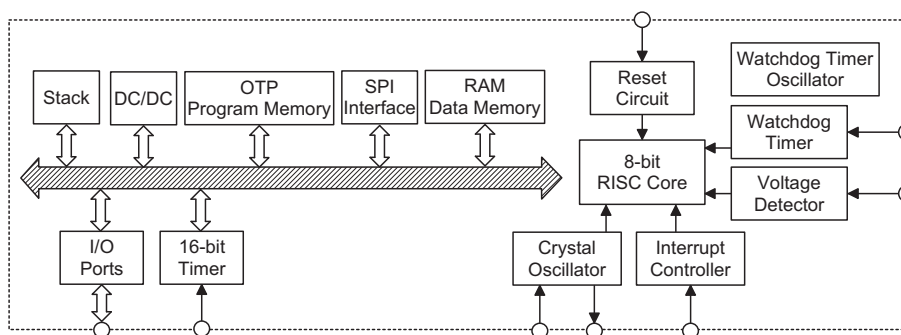 Stack
DC/DC
OTP
Program Memory
SPI
Interface
RAM
Data Memory
Reset
Circuit
Watchdog Timer
Oscillator
8-bit
RISC Core
Watchdog
Timer
Voltage
Detector
I/O
Ports
16-bit
Timer
Crystal
Oscillator
Interrupt
Controller